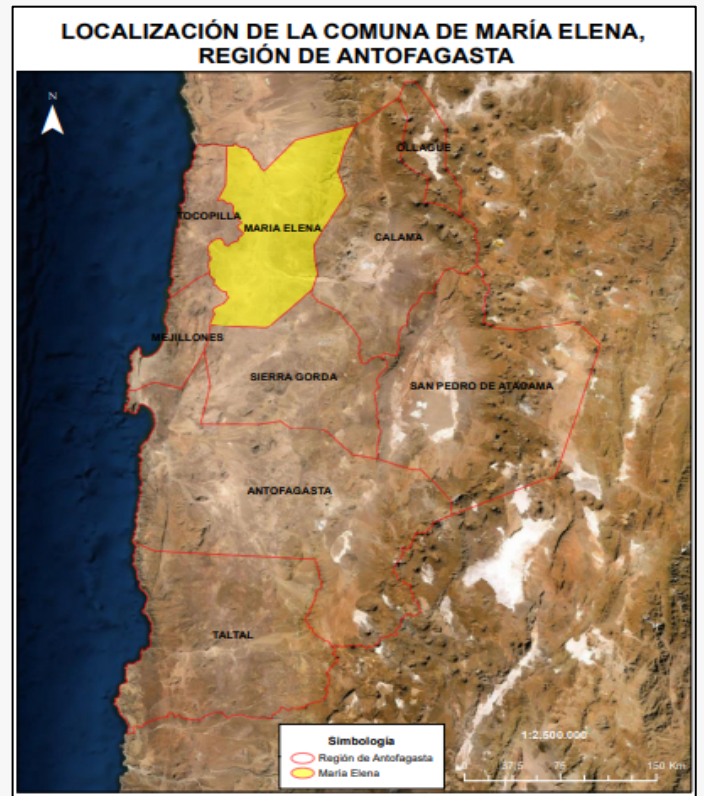 LOCALIZACIÓN DE LA COMUNA DE MARÍA ELENA,
REGIÓN DE ANTOFAGASTA
N
OLLAGUE
TOCOPILLA
MARIA ELENA
CALAMA
MEJILLONES
SIERRA GORDA
SAN PEDRO DE ATACAMA
ANTOFAGASTA
TALTAL
Simbología
Región de Antofagasta
María Elena
1:2.500.000
0 37,5 75 150 Km